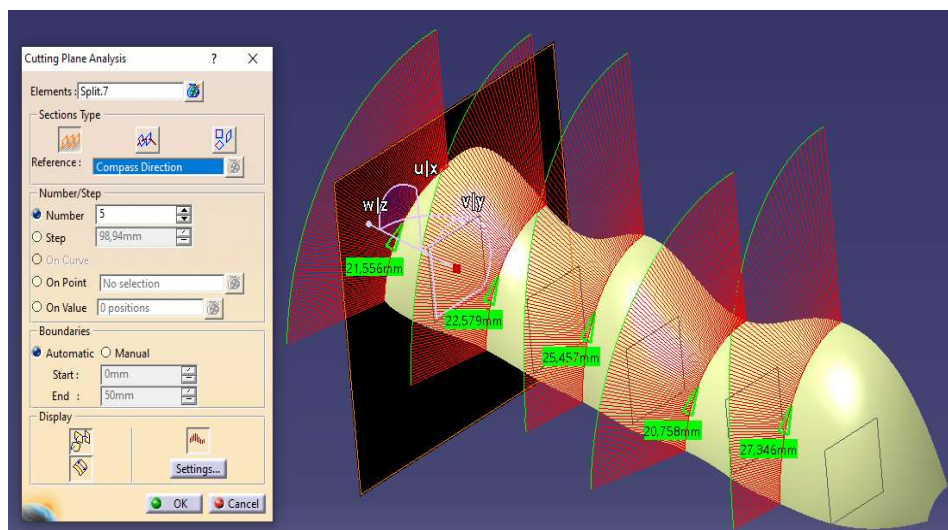 Cutting Plane Analysis ? X
Elements : Split.7
Sections Type
Reference : Compass Direction
Number/Step
Number 5
Step 98,94mm
On Curve
On Point No selection
On Value 0 positions
Boundaries
Automatic Manual
Start : 0mm
End : 50mm
Display
Settings...
OK Cancel
u|x
w|z v|y
21,556mm
22,579mm
25,457mm
20,758mm
27,346mm